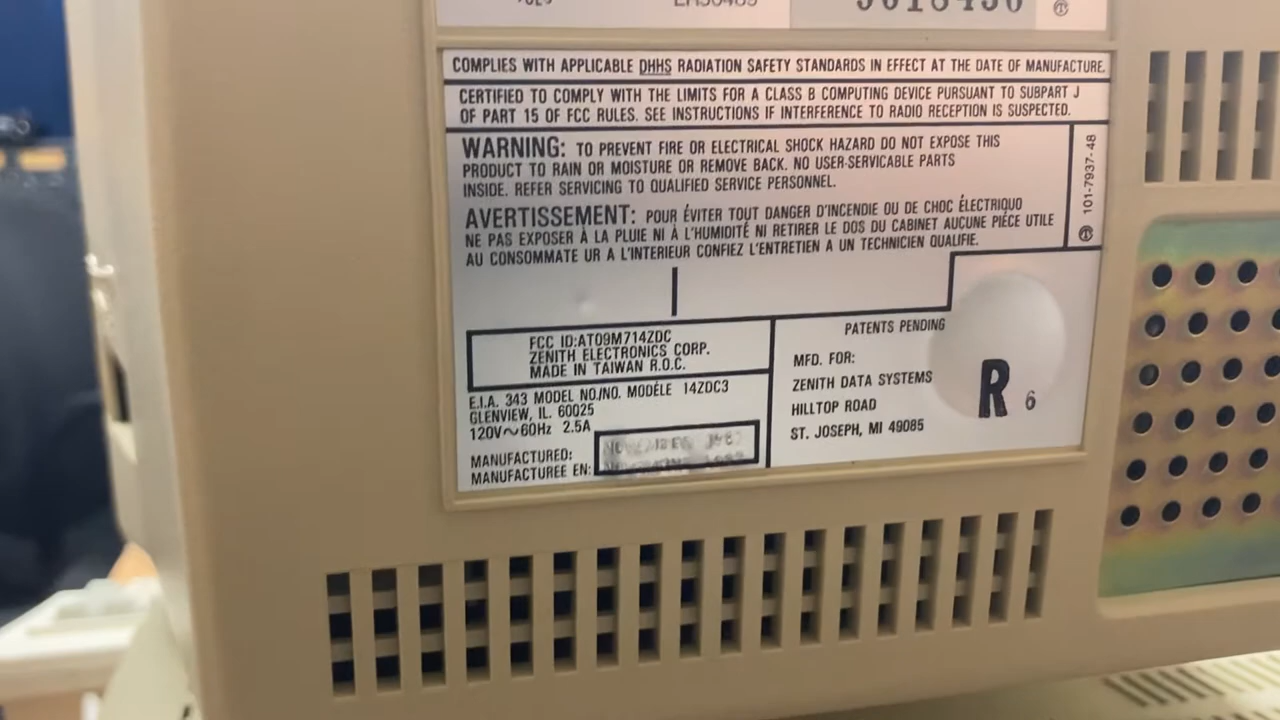 COMPLIES WITH APPLICABLE DHHS RADIATION SAFETY STANDARDS IN EFFECT AT THE DATE OF MANUFACTURE.
CERTIFIED TO COMPLY WITH THE LIMITS FOR A CLASS B COMPUTING DEVICE PURSUANT TO SUBPART J
OF PART 15 OF FCC RULES. SEE INSTRUCTIONS IF INTERFERENCE TO RADIO RECEPTION IS SUSPECTED.
WARNING: TO PREVENT FIRE OR ELECTRICAL SHOCK HAZARD DO NOT EXPOSE THIS
PRODUCT TO RAIN OR MOISTURE OR REMOVE BACK. NO USER-SERVICABLE PARTS
INSIDE. REFER SERVICING TO QUALIFIED SERVICE PERSONNEL.
AVERTISSEMENT: POUR ÉVITER TOUT DANGER D'INCENDIE OU DE CHOC ÉLECTRIQUO
NE PAS EXPOSER À LA PLUIE NI À L'HUMIDITÉ NI RETIRER LE DOS DU CABINET AUCUNE PIÉCE UTILE
AU CONSOMMATE UR A L'INTERIEUR CONFIEZ L'ENTRETIEN A UN TECHNICIEN QUALIFIE.
101-7937-48
FCC ID:AT09M714ZDC
ZENITH ELECTRONICS CORP.
MADE IN TAIWAN R.O.C.
E.I.A. 343 MODEL NO./NO. MODÈLE 14ZDC3
GLENVIEW, IL. 60025
120V~60Hz 2.5A
MANUFACTURED:
MANUFACTUREE EN:
NOVEMBER 1987
PATENTS PENDING
MFD. FOR:
ZENITH DATA SYSTEMS
HILLTOP ROAD
ST. JOSEPH, MI 49085
R 6